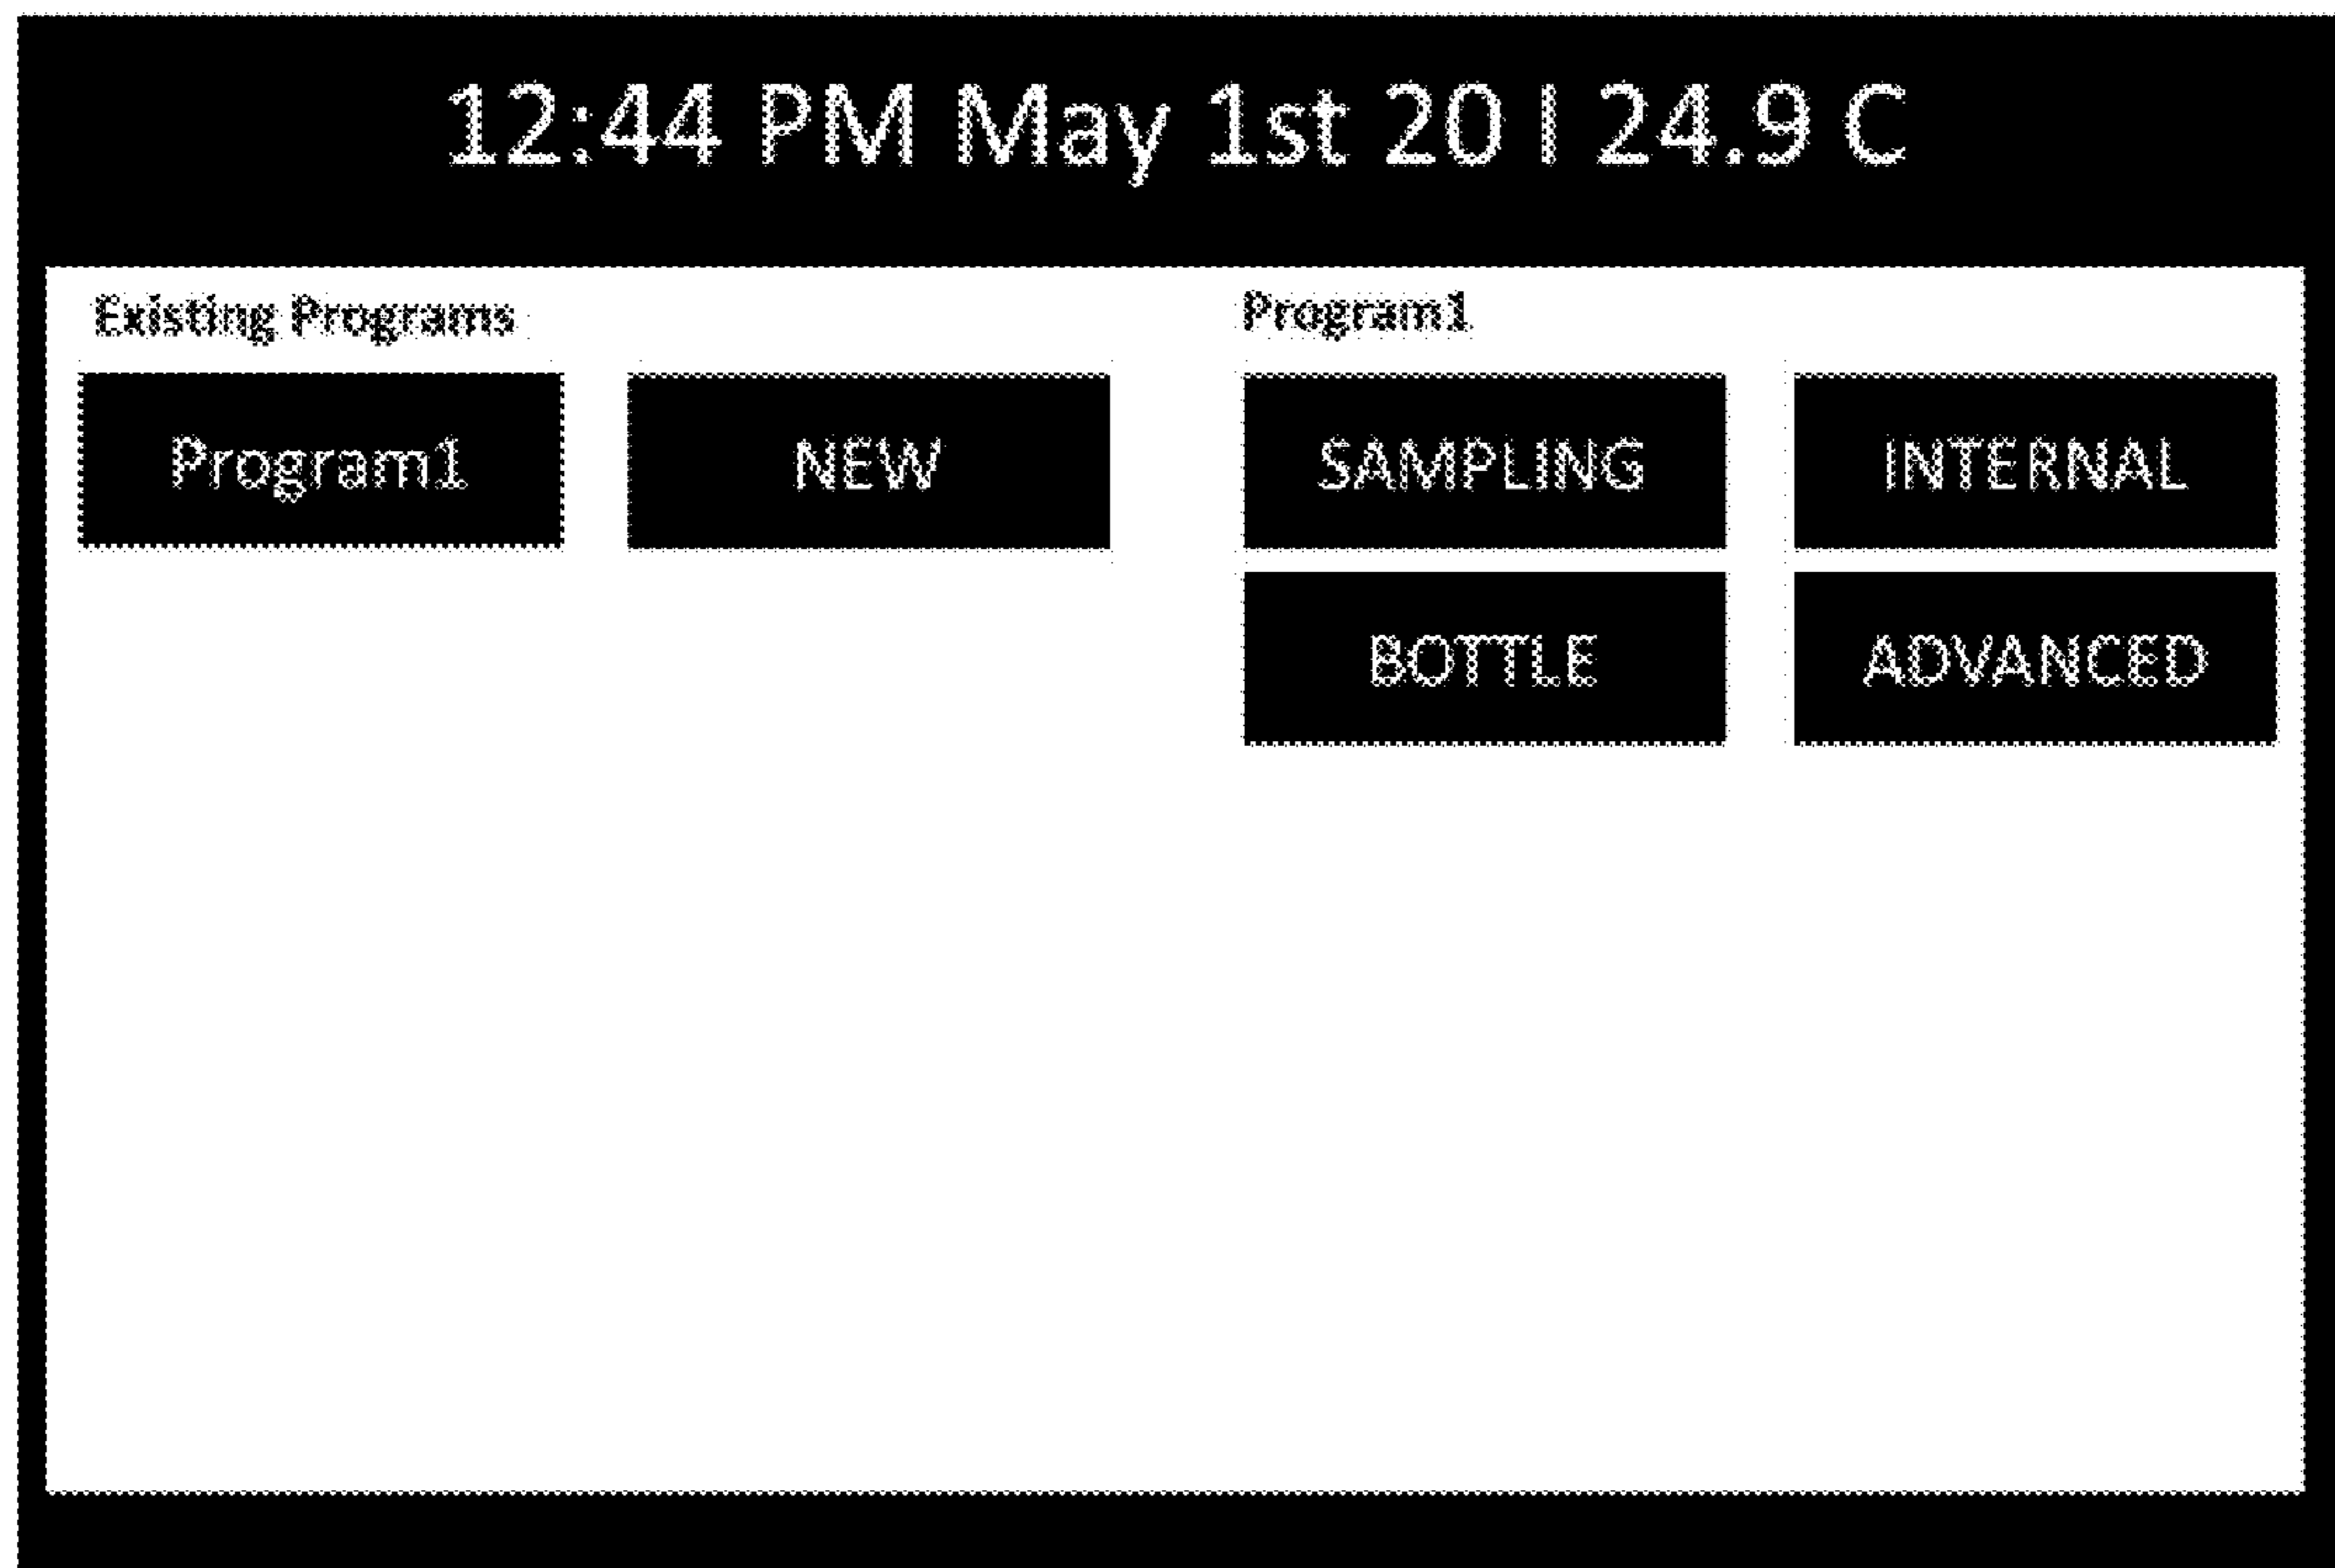 12:44 PM May 1st 20 I 24.9 C
Existing Programs
Program1
NEW
Program1
SAMPLING
INTERNAL
BOTTLE
ADVANCED